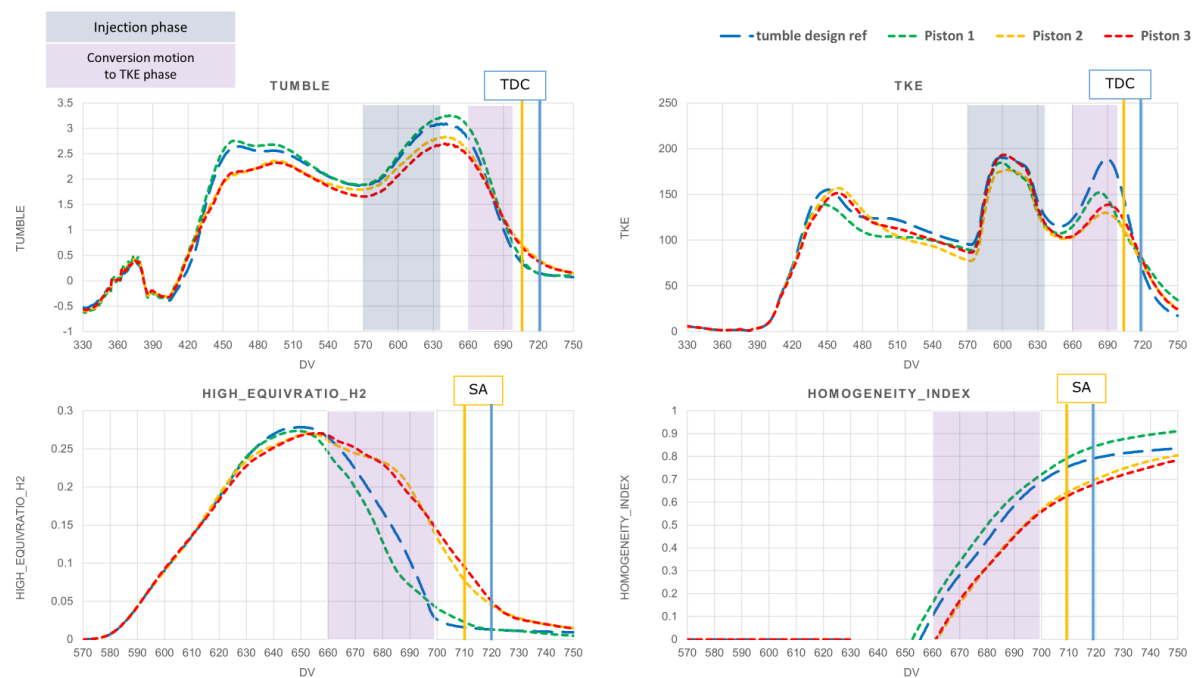 Injection phase
Conversion motion
to TKE phase
tumble design ref Piston 1 Piston 2 Piston 3
TUMBLE
TDC
3.5
3
2.5
2
1.5
1
0.5
0
-0.5
-1
TUMBLE
330 360 390 420 450 480 510 540 570 600 630 660 690 720 750
DV
TKE
TDC
250
200
150
100
50
0
TKE
330 360 390 420 450 480 510 540 570 600 630 660 690 720 750
DV
HIGH_EQUIVRATIO_H2
SA
0.3
0.25
0.2
0.15
0.1
0.05
0
HIGH_EQUIVRATIO_H2
570 580 590 600 610 620 630 640 650 660 670 680 690 700 710 720 730 740 750
DV
HOMOGENEITY_INDEX
SA
1
0.9
0.8
0.7
0.6
0.5
0.4
0.3
0.2
0.1
0
HOMOGENEITY_INDEX
570 580 590 600 610 620 630 640 650 660 670 680 690 700 710 720 730 740 750
DV